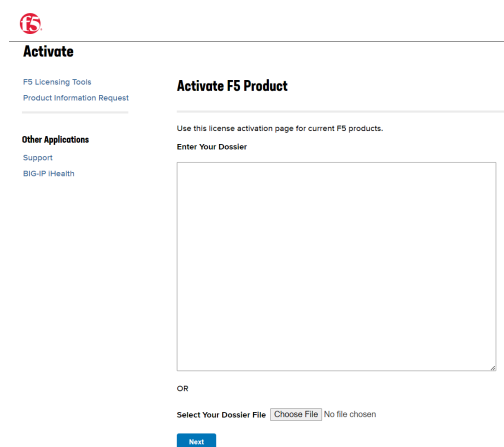 f5
Activate
F5 Licensing Tools
Product Information Request
Other Applications
Support
BIG-IP iHealth
Activate F5 Product
Use this license activation page for current F5 products.
Enter Your Dossier
OR
Select Your Dossier File Choose File No file chosen
Next